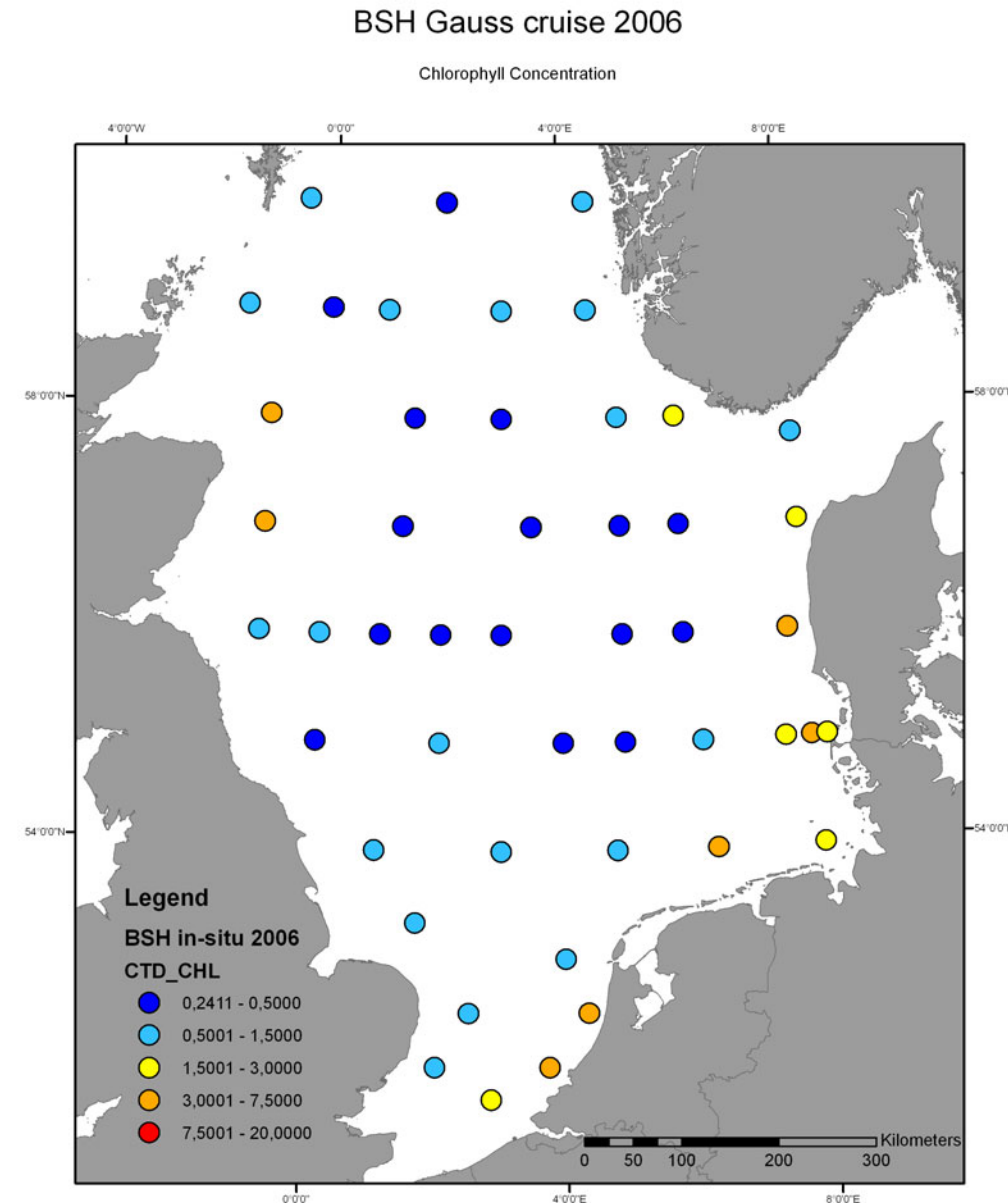 BSH Gauss cruise 2006
Chlorophyll Concentration
4°0'0"W 0°0'0" 4°0'0"E 8°0'0"E
58°0'0"N 58°0'0"N
54°0'0"N 54°0'0"N
Legend
BSH in-situ 2006
CTD_CHL
0,2411 - 0,5000
0,5001 - 1,5000
1,5001 - 3,0000
3,0001 - 7,5000
7,5001 - 20,0000
Kilometers
0 50 100 200 300
0°0'0" 4°0'0"E 8°0'0"E